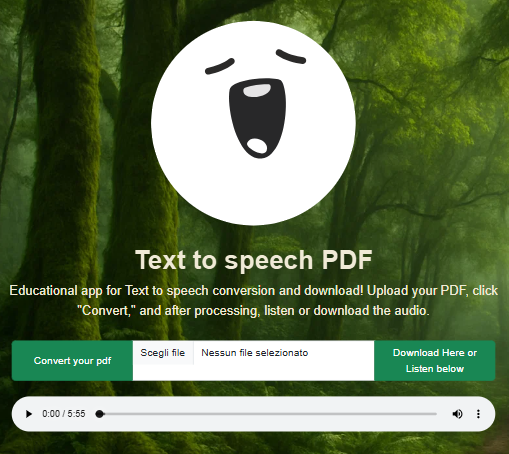 Text to speech PDF
Educational app for Text to speech conversion and download! Upload your PDF, click
"Convert," and after processing, listen or download the audio.
Convert your pdf
Scegli file
Nessun file selezionato
Download Here or
Listen below
0:00 / 5:55